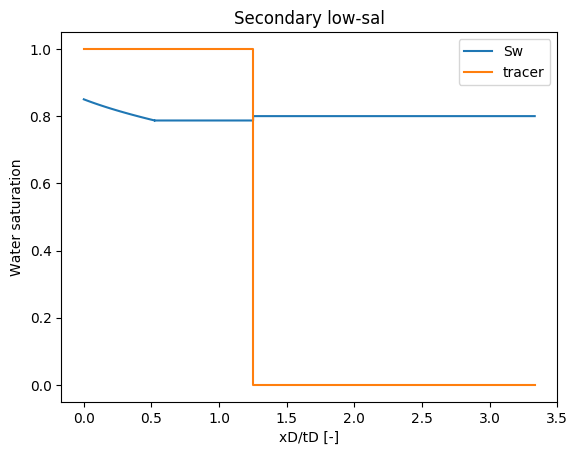 Secondary low-sal
Sw
tracer
Water saturation
1.0
0.8
0.6
0.4
0.2
0.0
0.0 0.5 1.0 1.5 2.0 2.5 3.0 3.5
xD/tD [-]